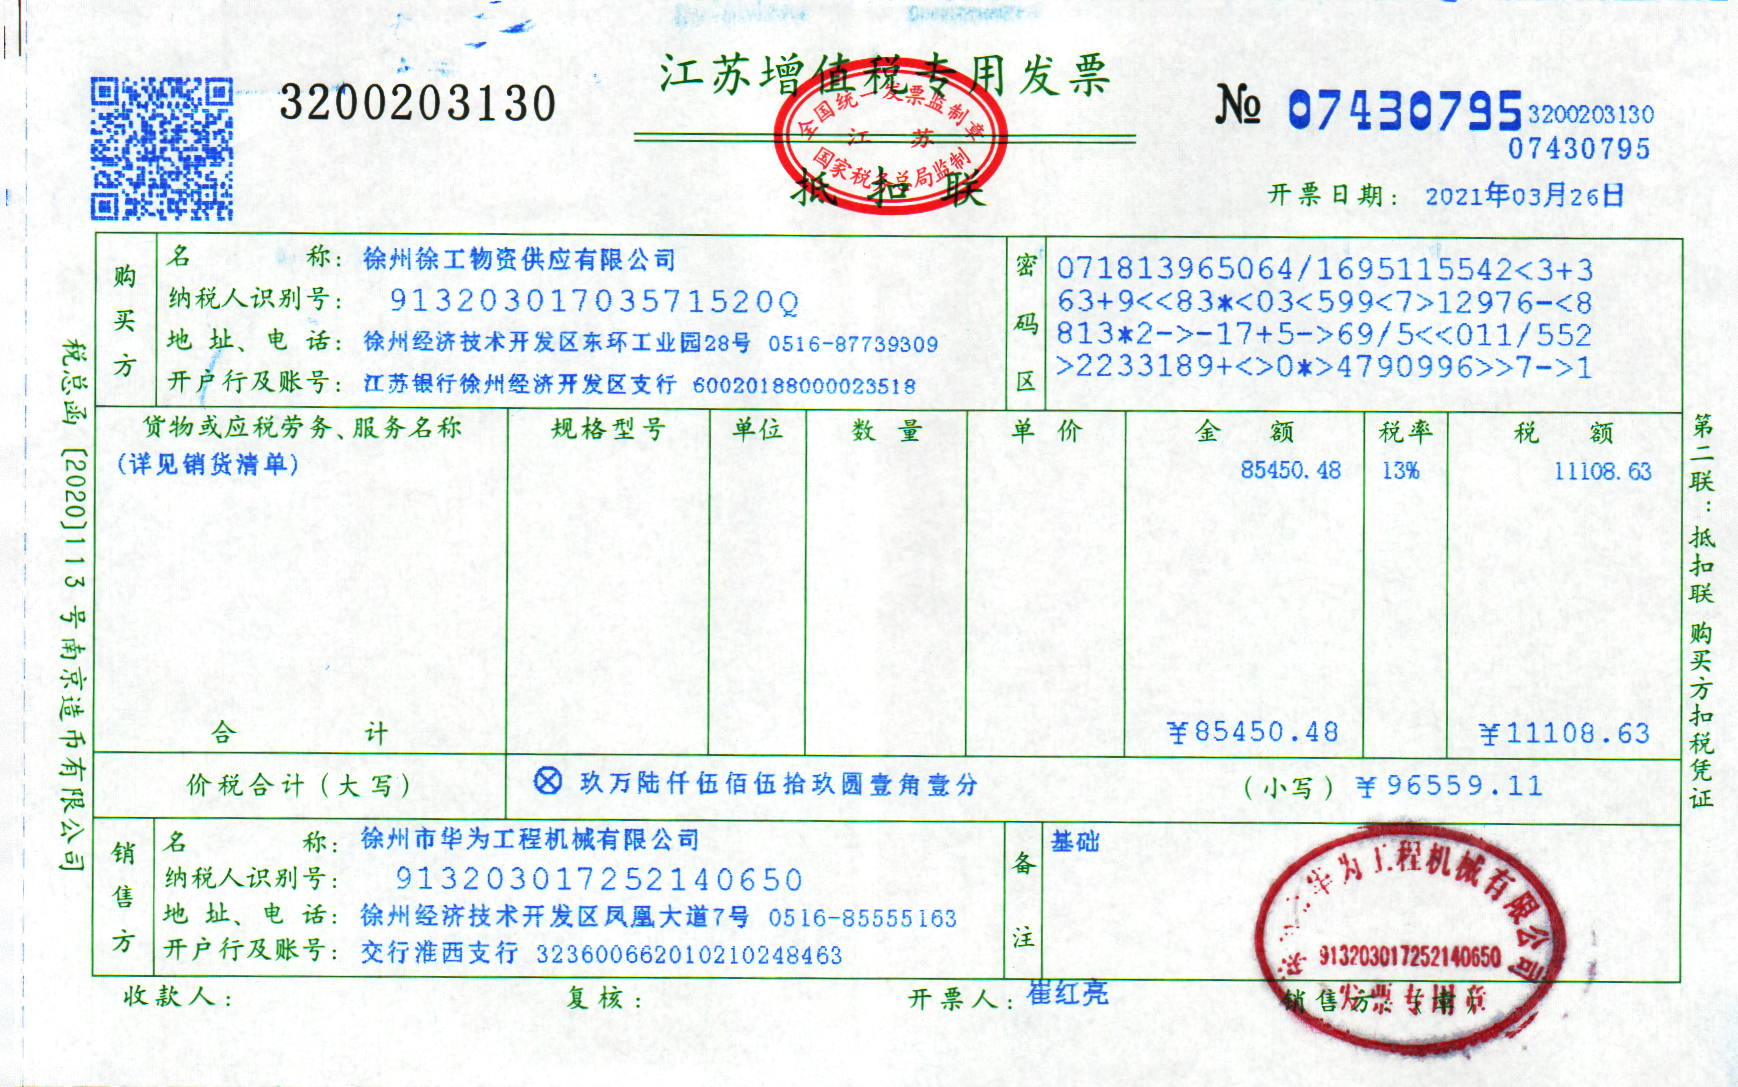 3200203130
江苏增值税专用发票
全国统一发票监制章
江 苏
国家税务总局监制
抵扣联
№ 07430795
3200203130
07430795
开票日期: 2021年03月26日
税总函 [2020]113号南京造币有限公司
购买方
名 称: 徐州徐工物资供应有限公司
纳税人识别号: 91320301703571520Q
地 址、电 话: 徐州经济技术开发区东环工业园28号 0516-87739309
开户行及账号: 江苏银行徐州经济开发区支行 60020188000023518
密码区
071813965064/1695115542<3+3
63+9<<83*<03<599<7>12976-<8
813*2->-17+5->69/5<<011/552
>2233189+<>0*>4790996>>7->1
货物或应税劳务、服务名称 规格型号 单位 数 量 单 价 金 额 税率 税 额
(详见销货清单) 85450.48 13% 11108.63
合 计 ¥85450.48 ¥11108.63
价税合计(大写) ⊗ 玖万陆仟伍佰伍拾玖圆壹角壹分 (小写) ¥96559.11
第二联: 抵扣联 购买方扣税凭证
销售方
名 称: 徐州市华为工程机械有限公司
纳税人识别号: 913203017252140650
地 址、电 话: 徐州经济技术开发区凤凰大道7号 0516-85555163
开户行及账号: 交行淮西支行 323600662010210248463
备注
基础
华为工程机械有限公司
913203017252140650
发票专用章
收款人: 复核: 开票人: 崔红亮 销售方:(章)